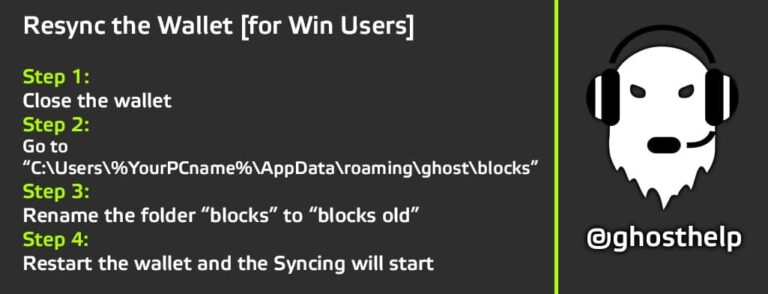 Resync the Wallet [for Win Users]
Step 1:
Close the wallet
Step 2:
Go to
“C:\Users\%YourPCname%\AppData\roaming\ghost\blocks”
Step 3:
Rename the folder “blocks” to “blocks old”
Step 4:
Restart the wallet and the Syncing will start
@ghosthelp